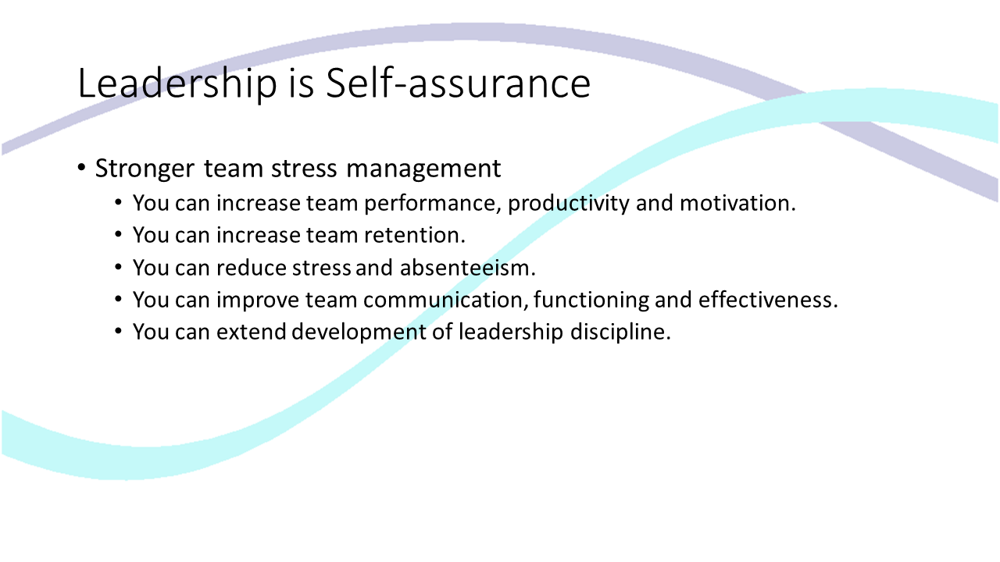 Leadership is Self-assurance
• Stronger team stress management
• You can increase team performance, productivity and motivation.
• You can increase team retention.
• You can reduce stress and absenteeism.
• You can improve team communication, functioning and effectiveness.
• You can extend development of leadership discipline.